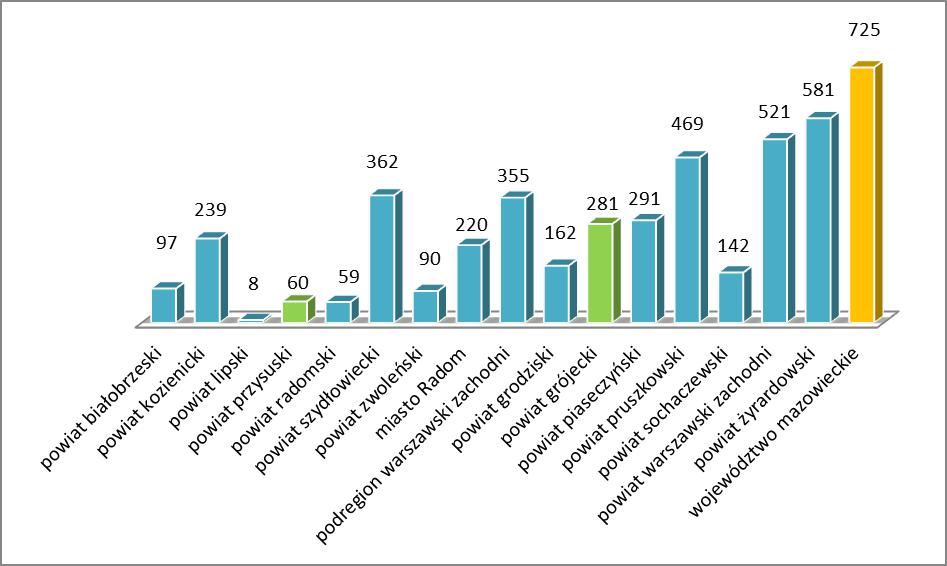 725
581
521
469
362
355
291
281
239
220
162
142
97
90
8
60
59
powiat białobrzeski
powiat kozienicki
powiat lipski
powiat przysuski
powiat radomski
powiat szydłowiecki
powiat zwoleński
miasto Radom
podregion warszawski zachodni
powiat grodziski
powiat grójecki
powiat piaseczyński
powiat pruszkowski
powiat sochaczewski
powiat warszawski zachodni
powiat żyrardowski
województwo mazowieckie